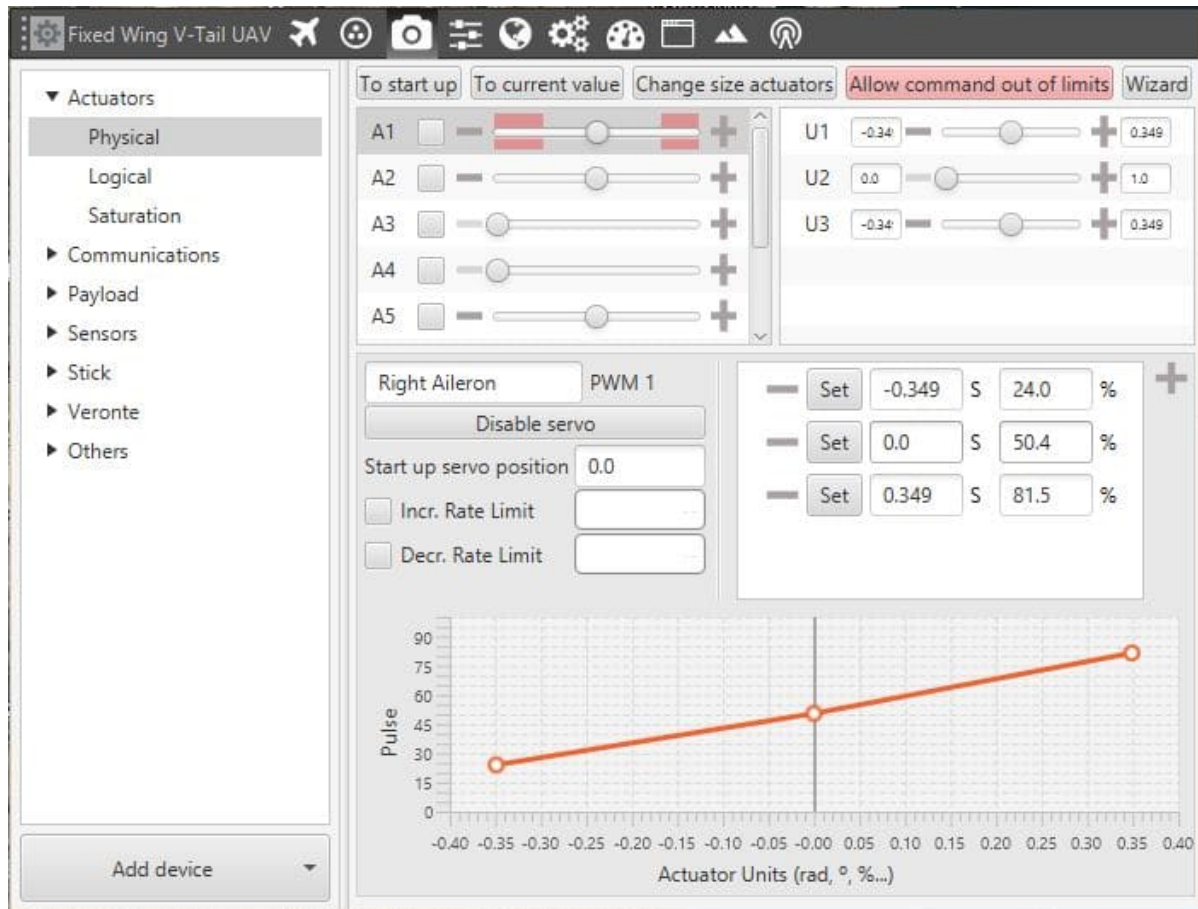 Fixed Wing V-Tail UAV
Actuators
Physical
Logical
Saturation
Communications
Payload
Sensors
Stick
Veronte
Others
Add device
To start up To current value Change size actuators Allow command out of limits Wizard
A1
A2
A3
A4
A5
U1 -0.34 0.349
U2 0.0 1.0
U3 -0.34 0.349
Right Aileron PWM 1
Disable servo
Start up servo position 0.0
Incr. Rate Limit
Decr. Rate Limit
Set -0.349 S 24.0 %
Set 0.0 S 50.4 %
Set 0.349 S 81.5 %
Pulse
90
75
60
45
30
15
0
-0.40 -0.35 -0.30 -0.25 -0.20 -0.15 -0.10 -0.05 -0.00 0.05 0.10 0.15 0.20 0.25 0.30 0.35 0.40
Actuator Units (rad, º, %...)